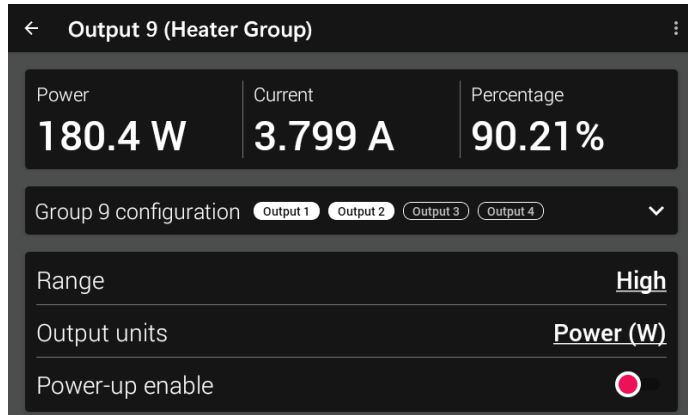 Output 9 (Heater Group)
Power Current Percentage
180.4 W 3.799 A 90.21%
Group 9 configuration Output 1 Output 2 Output 3 Output 4
Range High
Output units Power (W)
Power-up enable